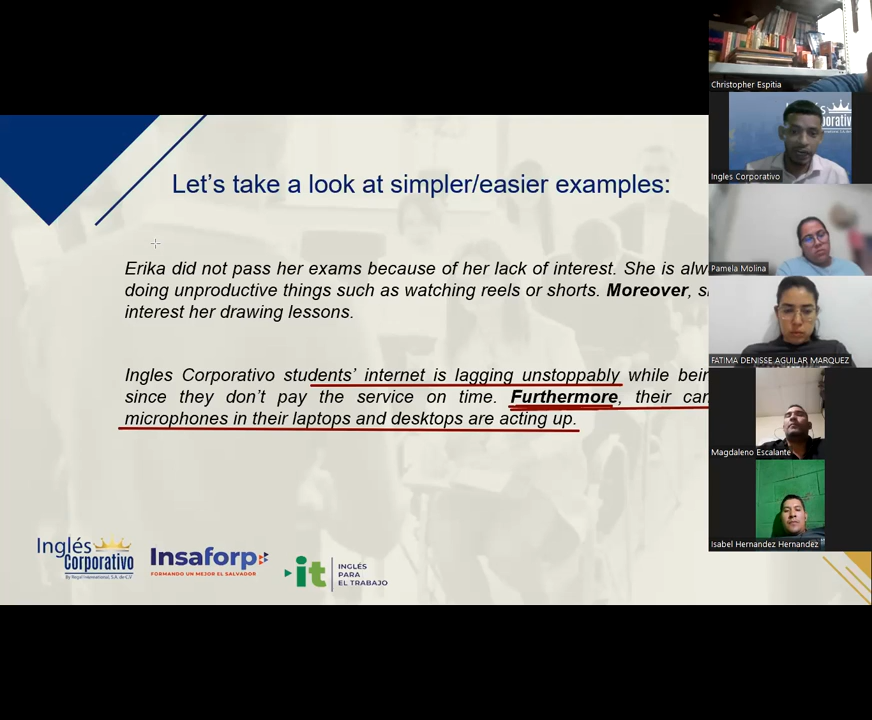 Let's take a look at simpler/easier examples:
Erika did not pass her exams because of her lack of interest. She is
doing unproductive things such as watching reels or shorts. Moreover,
interest her drawing lessons.
Ingles Corporativo students' internet is lagging unstoppably while
since they don't pay the service on time. Furthermore, their
microphones in their laptops and desktops are acting up.
Inglés
Corporativo
Insaforp
FORMANDO UN MEJOR EL SALVADOR
it
INGLÉS
PARA
EL TRABAJO
Christopher Espitia
Inglés
Ingles Corporativo
Pamela Molina
FATIMA DENISSE AGUILAR MARQUEZ
Magdaleno Escalante
Isabel Hernandez Hernandez